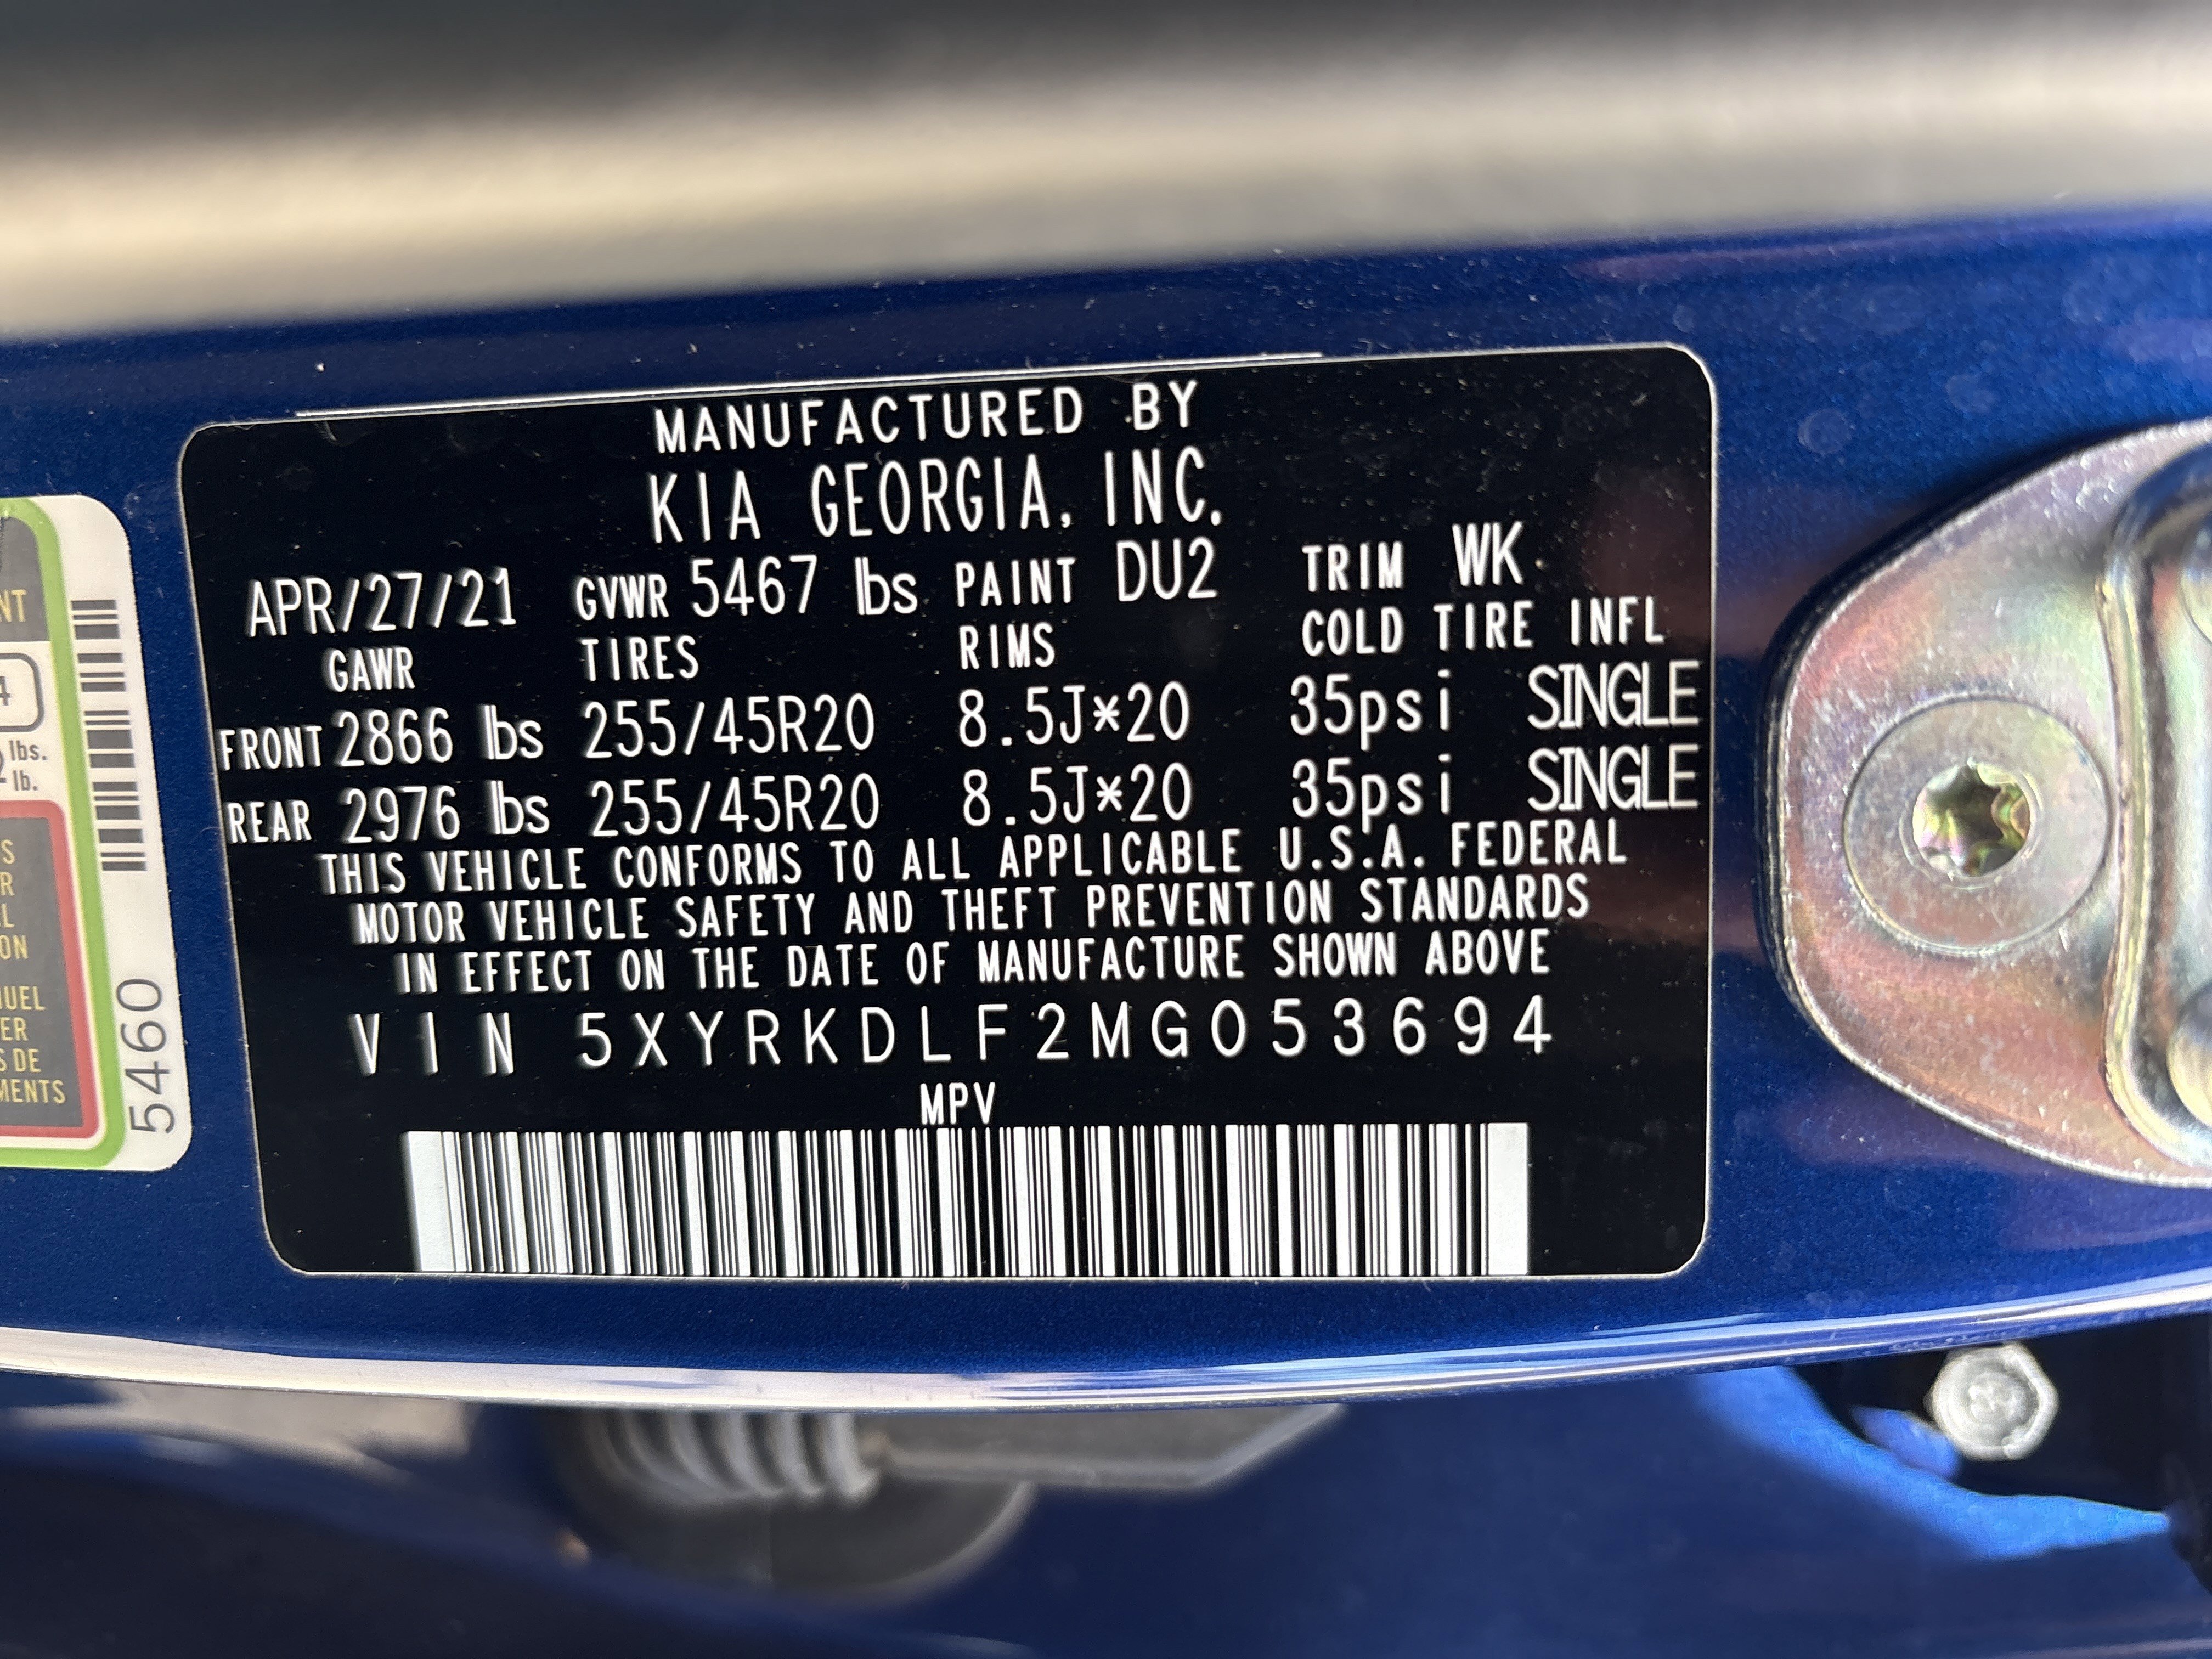 MANUFACTURED BY
KIA GEORGIA, INC.
APR/27/21 GVWR 5467 lbs PAINT DU2 TRIM WK
GAWR TIRES RIMS COLD TIRE INFL
FRONT 2866 lbs 255/45R20 8.5J*20 35psi SINGLE
REAR 2976 lbs 255/45R20 8.5J*20 35psi SINGLE
THIS VEHICLE CONFORMS TO ALL APPLICABLE U.S.A. FEDERAL
MOTOR VEHICLE SAFETY AND THEFT PREVENTION STANDARDS
IN EFFECT ON THE DATE OF MANUFACTURE SHOWN ABOVE
VIN 5XYRKDLF2MG053694
MPV
lbs.
lb.
S DE
5460